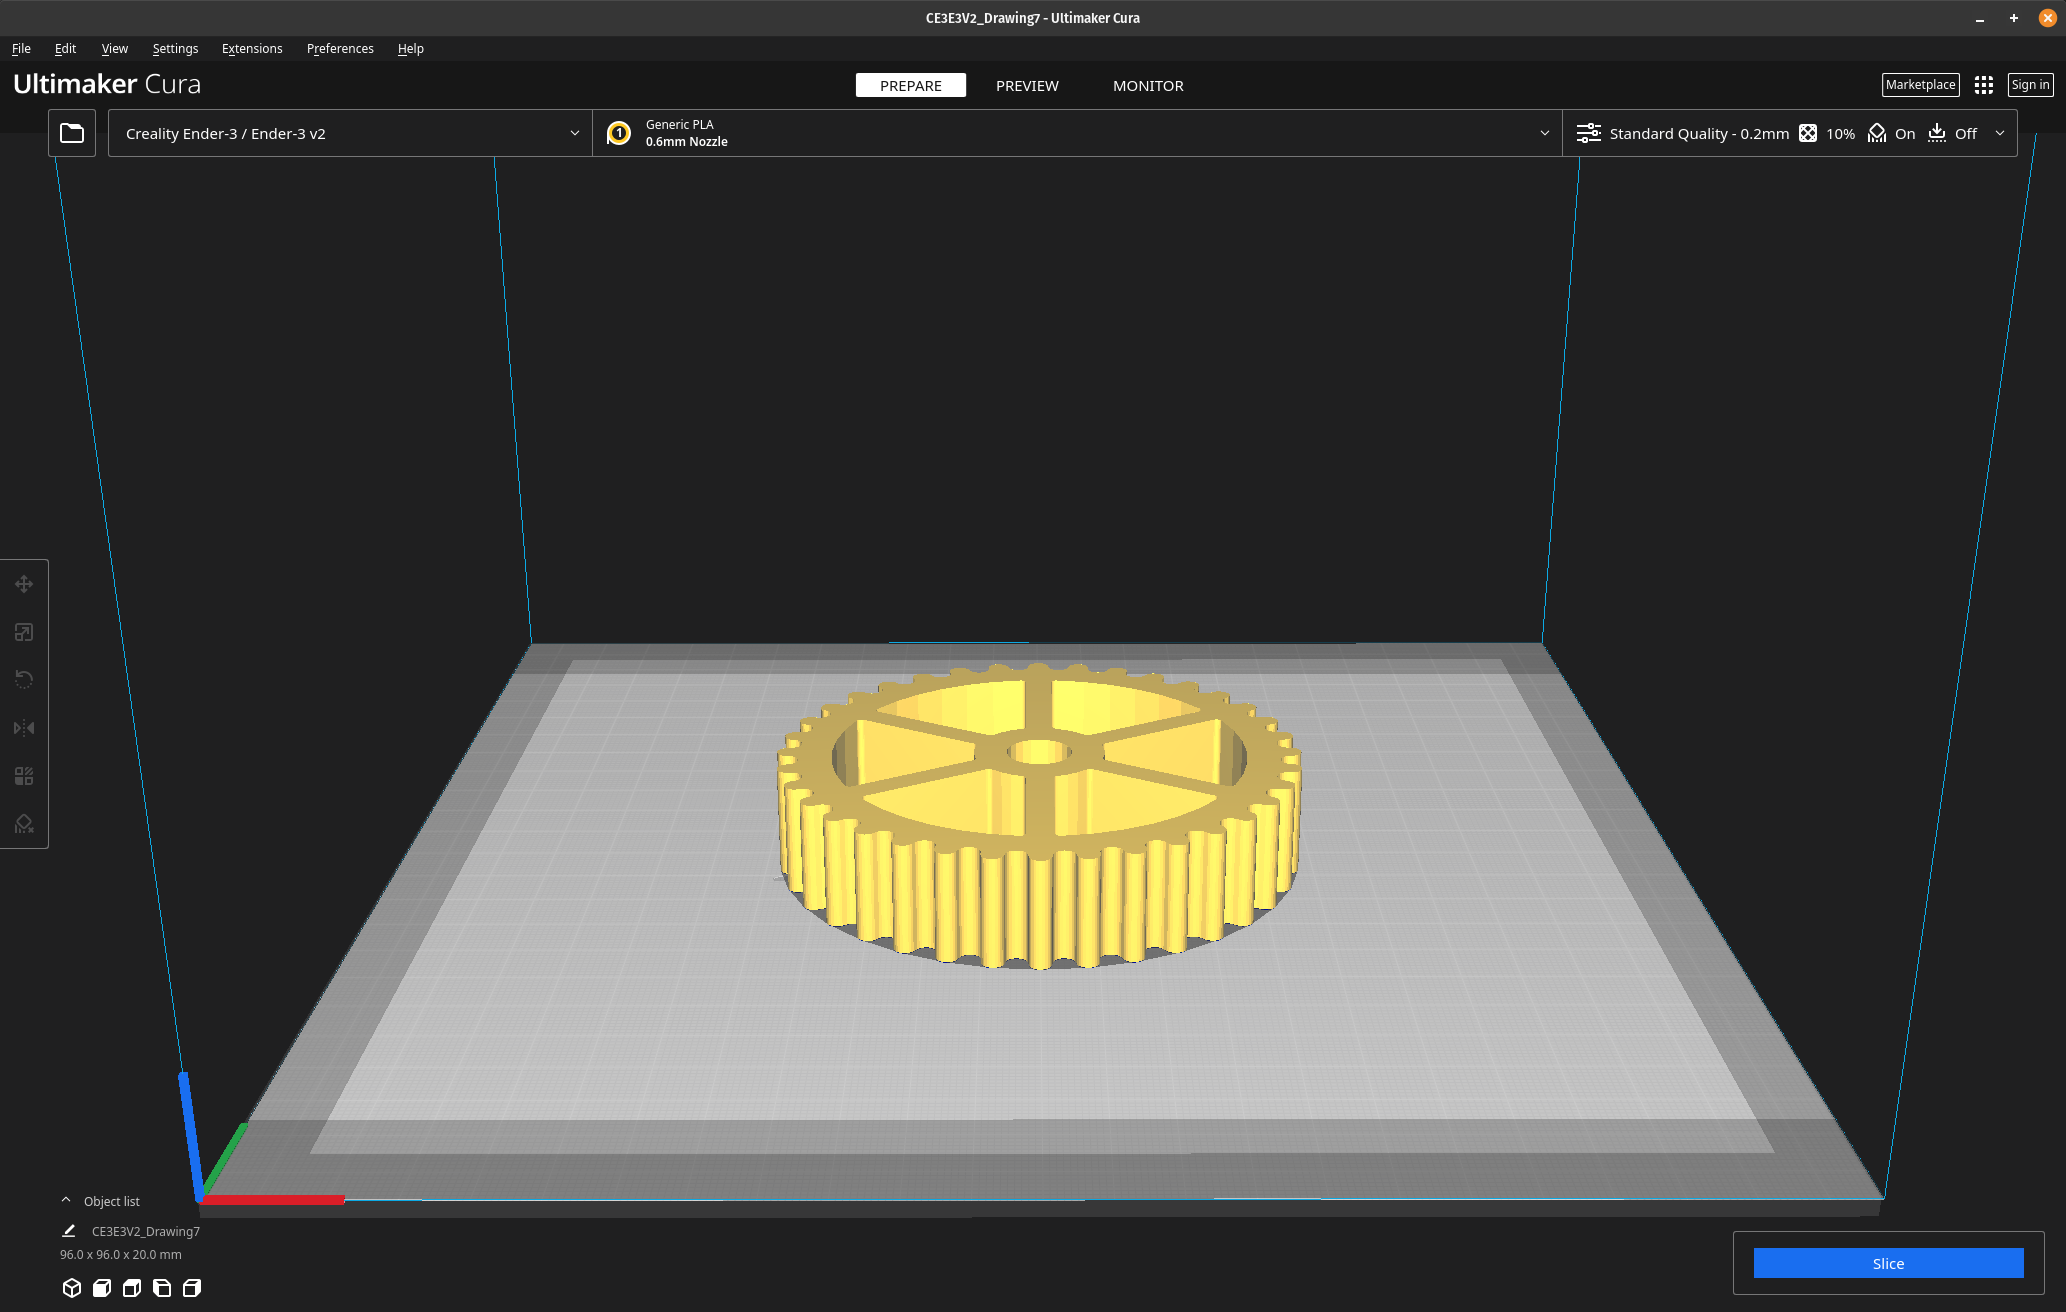 CE3E3V2_Drawing7 - Ultimaker Cura
File Edit View Settings Extensions Preferences Help
Ultimaker Cura
PREPARE PREVIEW MONITOR
Marketplace Sign in
Creality Ender-3 / Ender-3 v2
1
Generic PLA
0.6mm Nozzle
Standard Quality - 0.2mm 10% On Off
Object list
CE3E3V2_Drawing7
96.0 x 96.0 x 20.0 mm
Slice